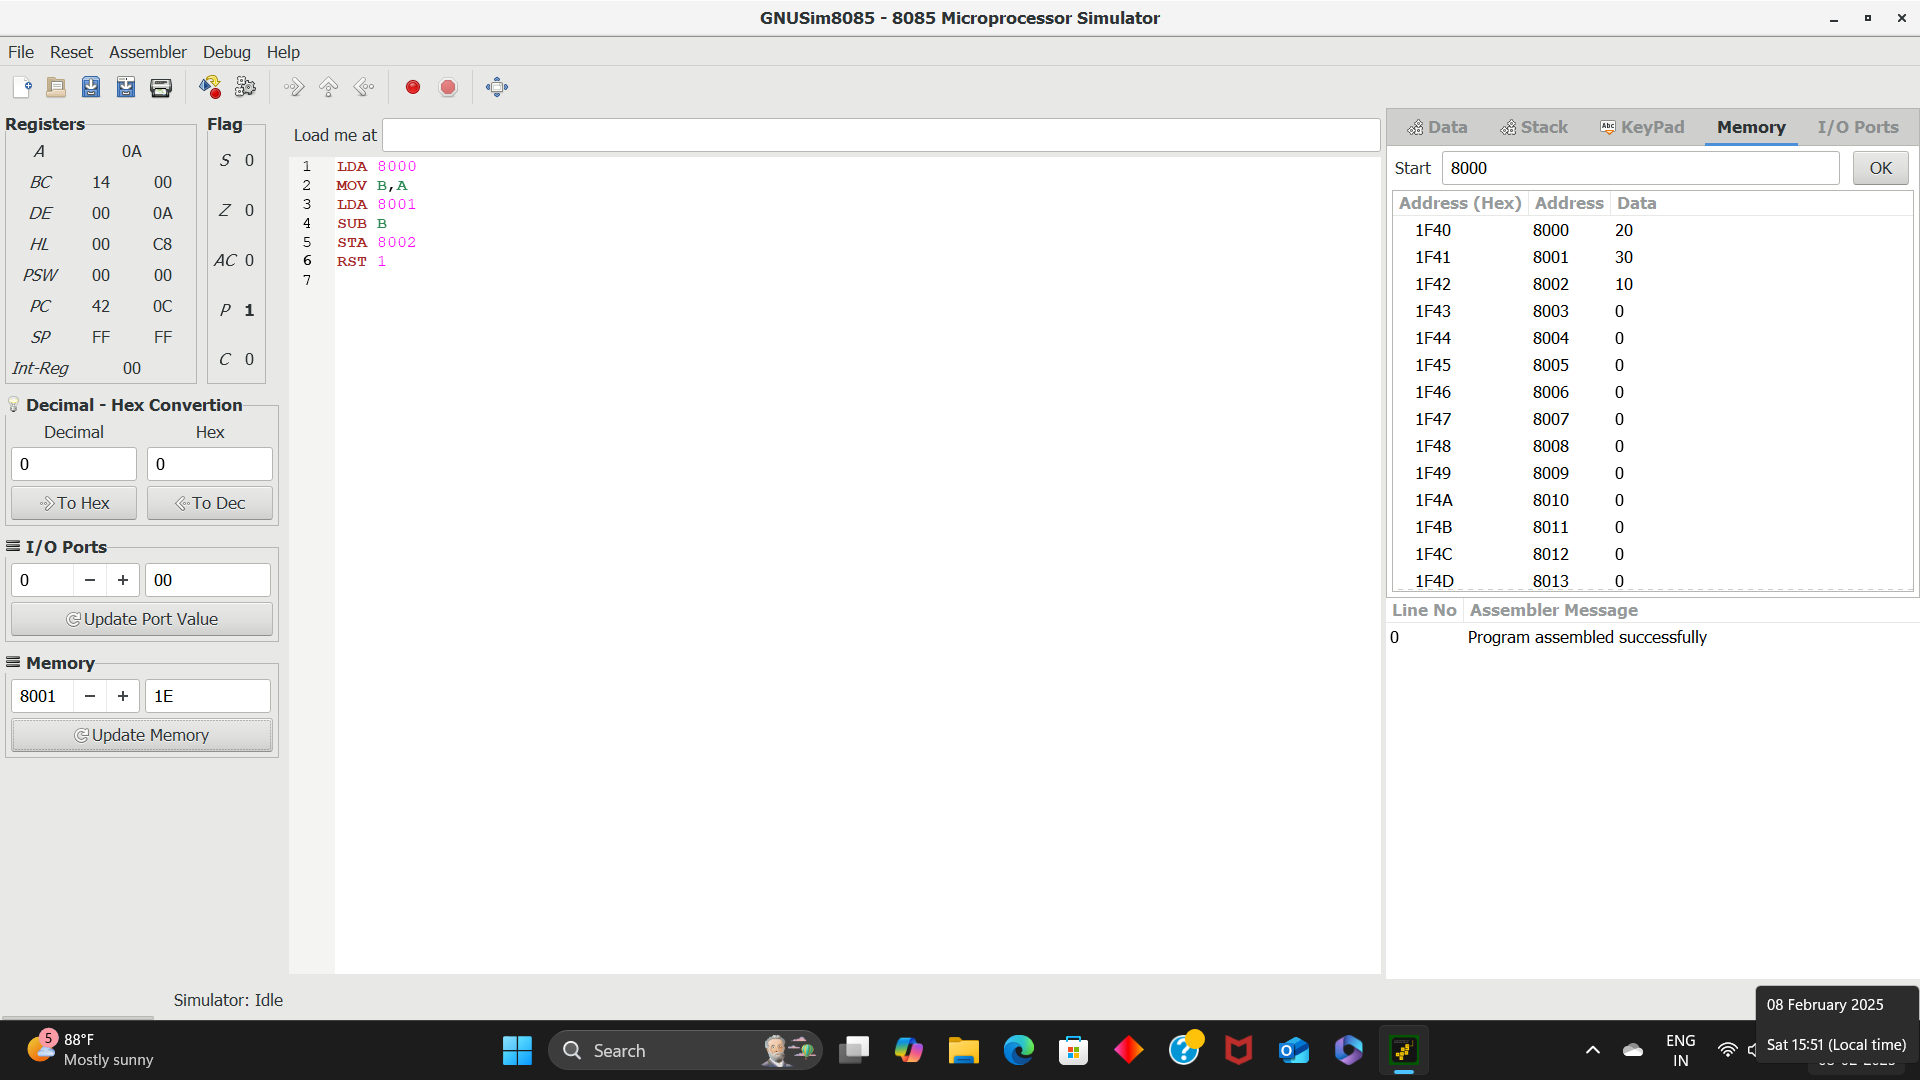 GNUSim8085 - 8085 Microprocessor Simulator
File Reset Assembler Debug Help
Registers
A 0A
BC 14 00
DE 00 0A
HL 00 C8
PSW 00 00
PC 42 0C
SP FF FF
Int-Reg 00
Flag
S 0
Z 0
AC 0
P 1
C 0
Decimal - Hex Convertion
Decimal Hex
0 0
To Hex To Dec
I/O Ports
0 − + 00
Update Port Value
Memory
8001 − + 1E
Update Memory
Load me at
1 LDA 8000
2 MOV B,A
3 LDA 8001
4 SUB B
5 STA 8002
6 RST 1
7
Data Stack Abc KeyPad Memory I/O Ports
Start 8000 OK
Address (Hex) Address Data
1F40 8000 20
1F41 8001 30
1F42 8002 10
1F43 8003 0
1F44 8004 0
1F45 8005 0
1F46 8006 0
1F47 8007 0
1F48 8008 0
1F49 8009 0
1F4A 8010 0
1F4B 8011 0
1F4C 8012 0
1F4D 8013 0
Line No Assembler Message
0 Program assembled successfully
Simulator: Idle
08 February 2025
Sat 15:51 (Local time)
5
88°F
Mostly sunny
Search
ENG
IN